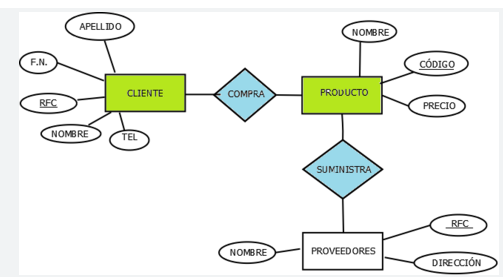 APELLIDO
NOMBRE
F.N.
CÓDIGO
CLIENTE
COMPRA
PRODUCTO
RFC
PRECIO
NOMBRE
TEL
SUMINISTRA
RFC
NOMBRE
PROVEEDORES
DIRECCIÓN